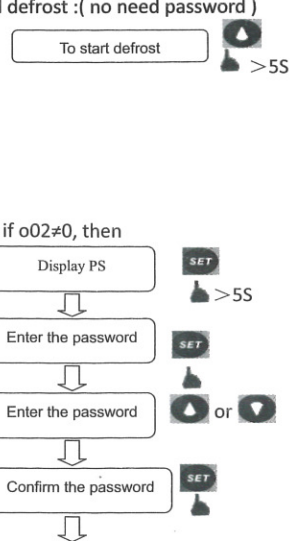 l defrost :( no need password )
To start defrost
>5S
if o02≠0, then
Display PS
SET
>5S
Enter the password
SET
Enter the password
or
Confirm the password
SET